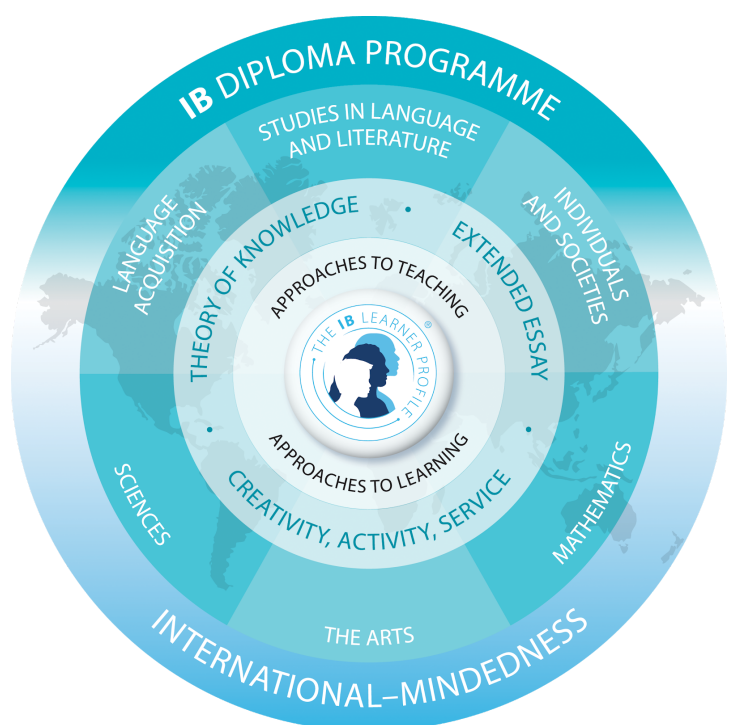 IB DIPLOMA PROGRAMME
STUDIES IN LANGUAGE
AND LITERATURE
LANGUAGE
ACQUISITION
INDIVIDUALS
AND SOCIETIES
THEORY OF KNOWLEDGE
•
EXTENDED ESSAY
APPROACHES TO TEACHING
THE IB LEARNER PROFILE
®
APPROACHES TO LEARNING
•
CREATIVITY, ACTIVITY, SERVICE
•
SCIENCES
MATHEMATICS
THE ARTS
INTERNATIONAL–MINDEDNESS